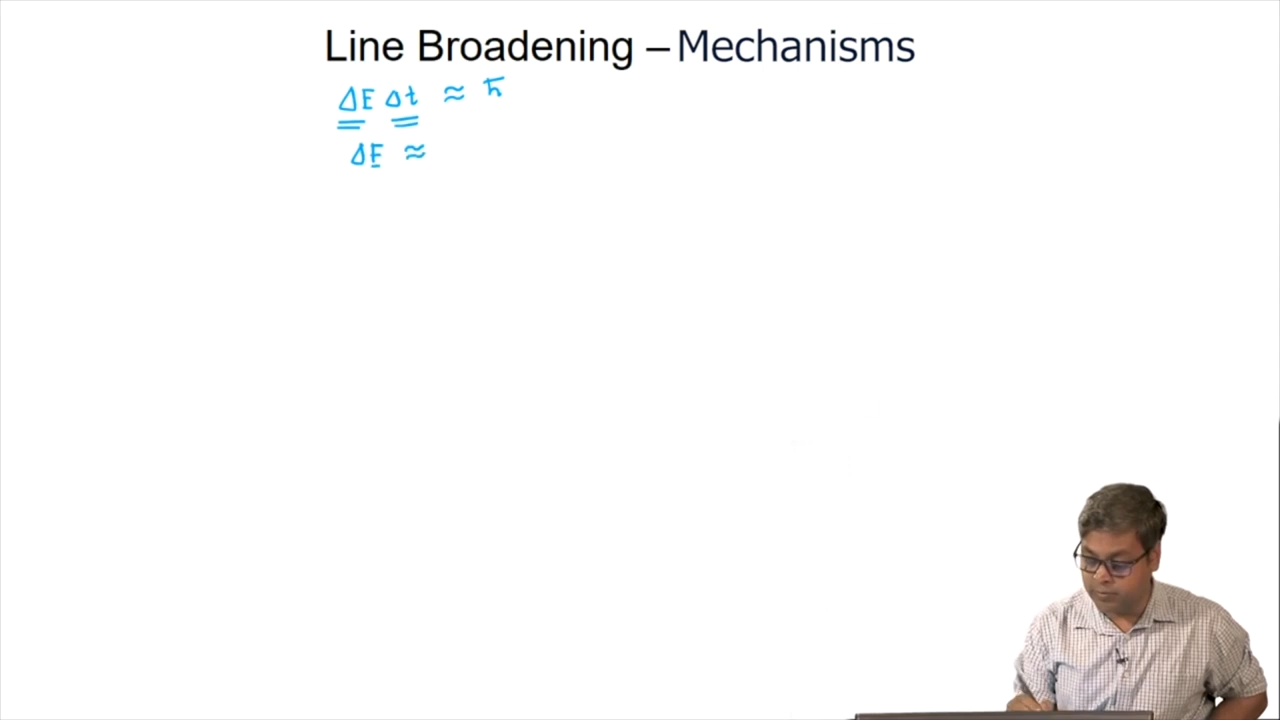 Line Broadening – Mechanisms
ΔE Δt ≈ ħ
ΔE ≈